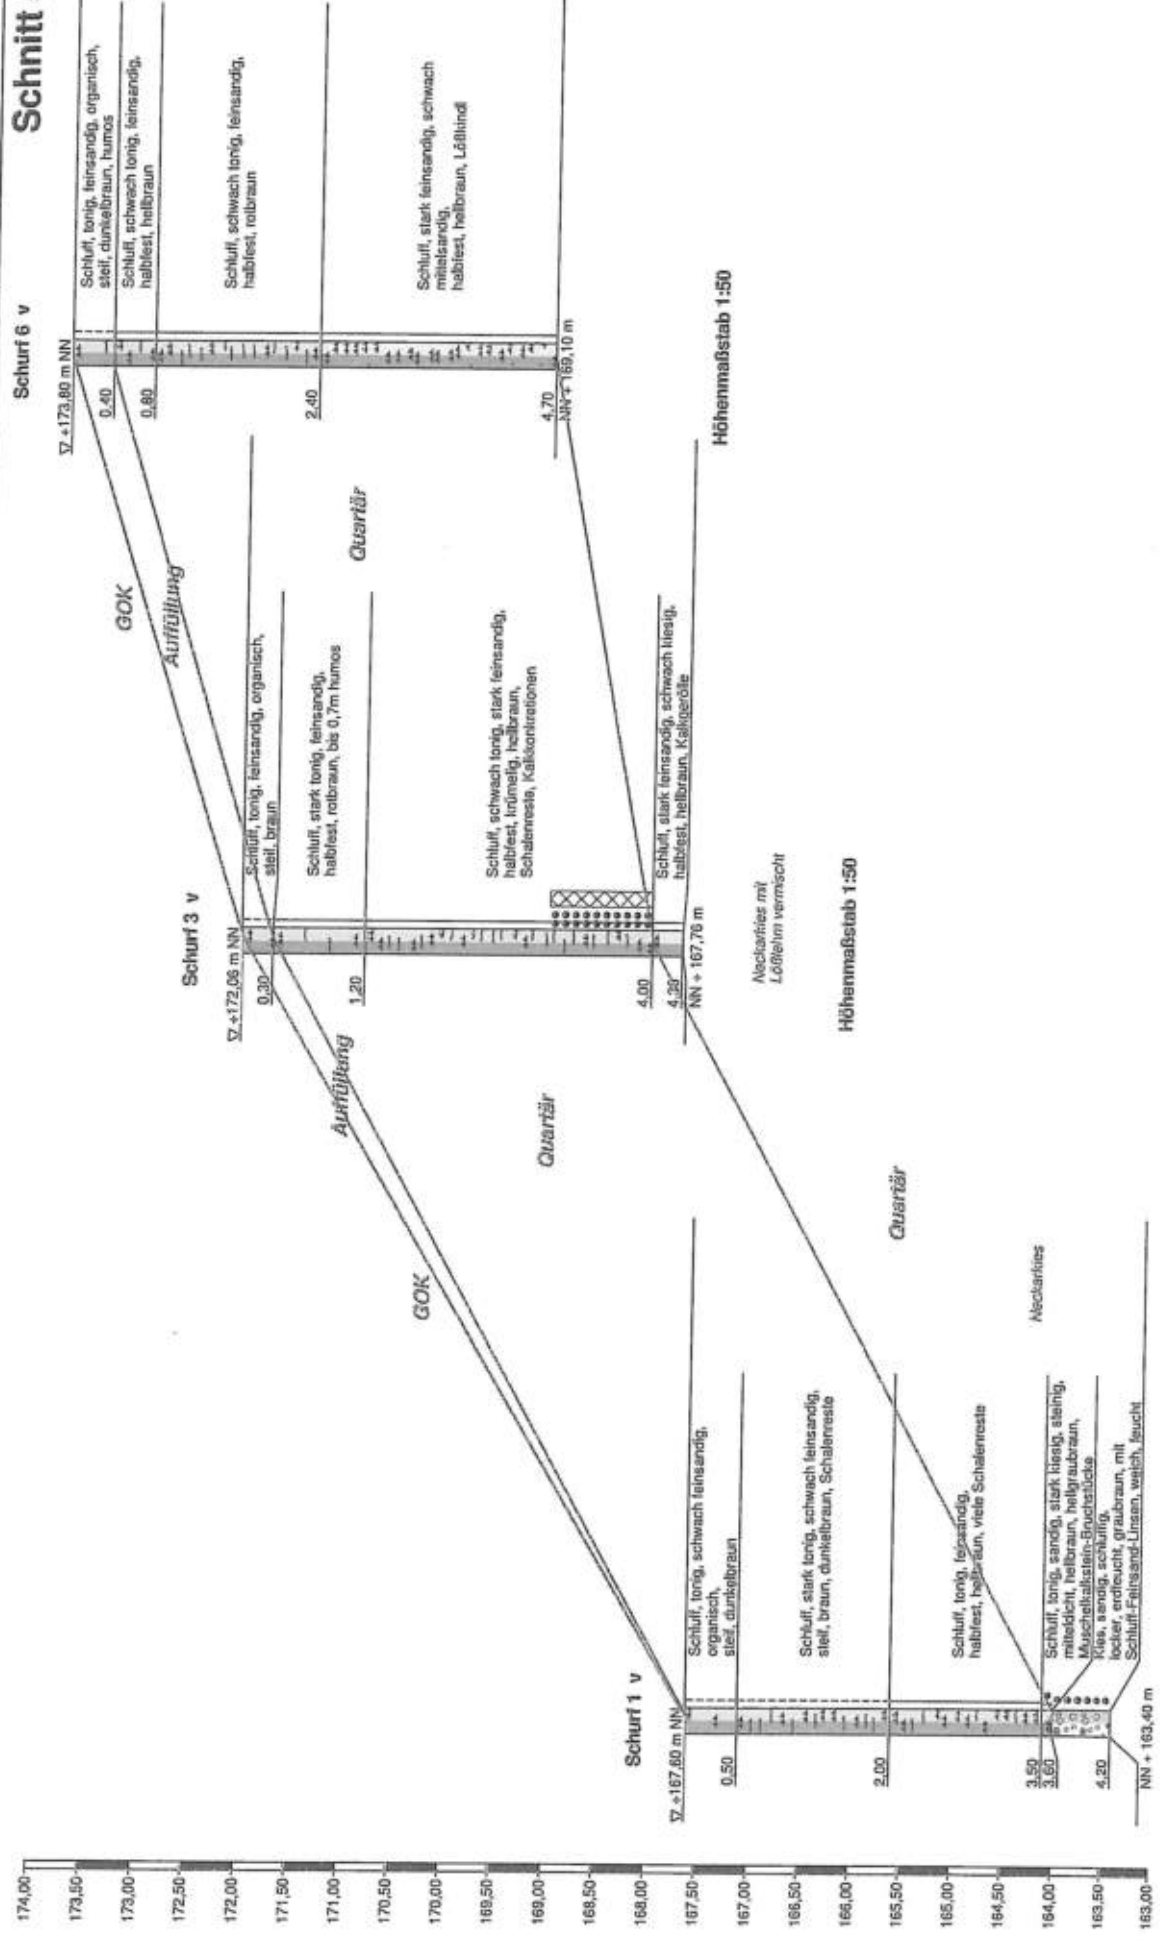 Schnitt
Schurf 6 v
▽ +173,80 m NN
0,40
0,80
2,40
4,70
NN + 169,10 m
Schluff, tonig, feinsandig, organisch,
steif, dunkelbraun, humos
Schluff, schwach tonig, feinsandig,
halbfest, hellbraun
Schluff, schwach tonig, feinsandig,
halbfest, rotbraun
Schluff, stark feinsandig, schwach
mittelsandig,
halbfest, hellbraun, Lößkindl
Höhenmaßstab 1:50
GOK
Auffüllung
Quartär
Schurf 3 v
▽ +172,06 m NN
0,30
1,20
4,00
4,30
NN + 167,76 m
Schluff, tonig, feinsandig, organisch,
steif, braun
Schluff, stark tonig, feinsandig,
halbfest, rotbraun, bis 0,7m humos
Schluff, schwach tonig, stark feinsandig,
halbfest, krümelig, hellbraun,
Schalenreste, Kalkkonkretionen
Schluff, stark feinsandig, schwach kiesig,
halbfest, hellbraun, Kalkgerölle
Neckarkies mit
Lößlehm vermischt
Höhenmaßstab 1:50
Auffüllung
GOK
Quartär
Quartär
Neckarkies
Schurf 1 v
▽ +167,60 m NN
0,50
2,00
3,50
3,60
4,20
NN + 163,40 m
Schluff, tonig, schwach feinsandig,
organisch,
steif, dunkelbraun
Schluff, stark tonig, schwach feinsandig,
steif, braun, dunkelbraun, Schalenreste
Schluff, tonig, feinsandig,
halbfest, hellbraun, viele Schalenreste
Schluff, tonig, sandig, stark kiesig, steinig,
mitteldicht, hellbraun, hellgraubraun,
Muschelkalkstein-Bruchstücke
Kies, sandig, schluffig,
locker, erdfeucht, graubraun, mit
Schluff-Feinsand-Linsen, weich, feucht
174,00
173,50
173,00
172,50
172,00
171,50
171,00
170,50
170,00
169,50
169,00
168,50
168,00
167,50
167,00
166,50
166,00
165,50
165,00
164,50
164,00
163,50
163,00